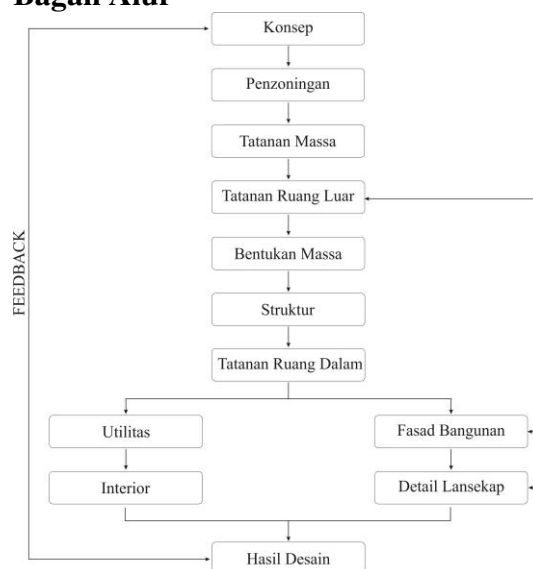 Bagan Alur
Konsep
Penzoningan
Tatanan Massa
Tatanan Ruang Luar
Bentukan Massa
FEEDBACK
Struktur
Tatanan Ruang Dalam
Utilitas
Fasad Bangunan
Interior
Detail Lansekap
Hasil Desain